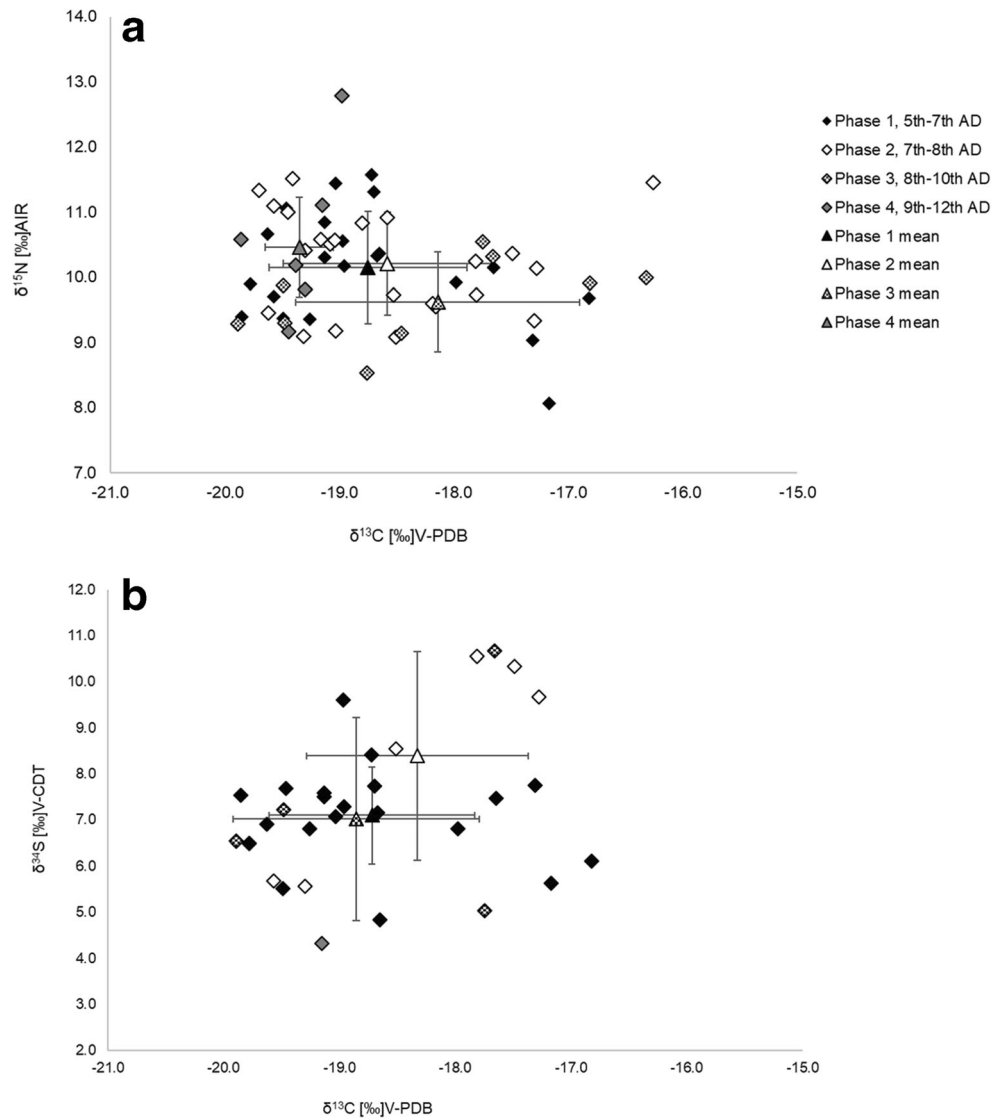 a
14.0
13.0
12.0
11.0
10.0
9.0
8.0
7.0
δ¹⁵N [‰]AIR
-21.0 -20.0 -19.0 -18.0 -17.0 -16.0 -15.0
δ¹³C [‰]V-PDB
Phase 1, 5th-7th AD
Phase 2, 7th-8th AD
Phase 3, 8th-10th AD
Phase 4, 9th-12th AD
Phase 1 mean
Phase 2 mean
Phase 3 mean
Phase 4 mean
b
12.0
11.0
10.0
9.0
8.0
7.0
6.0
5.0
4.0
3.0
2.0
δ³⁴S [‰]V-CDT
-21.0 -20.0 -19.0 -18.0 -17.0 -16.0 -15.0
δ¹³C [‰]V-PDB